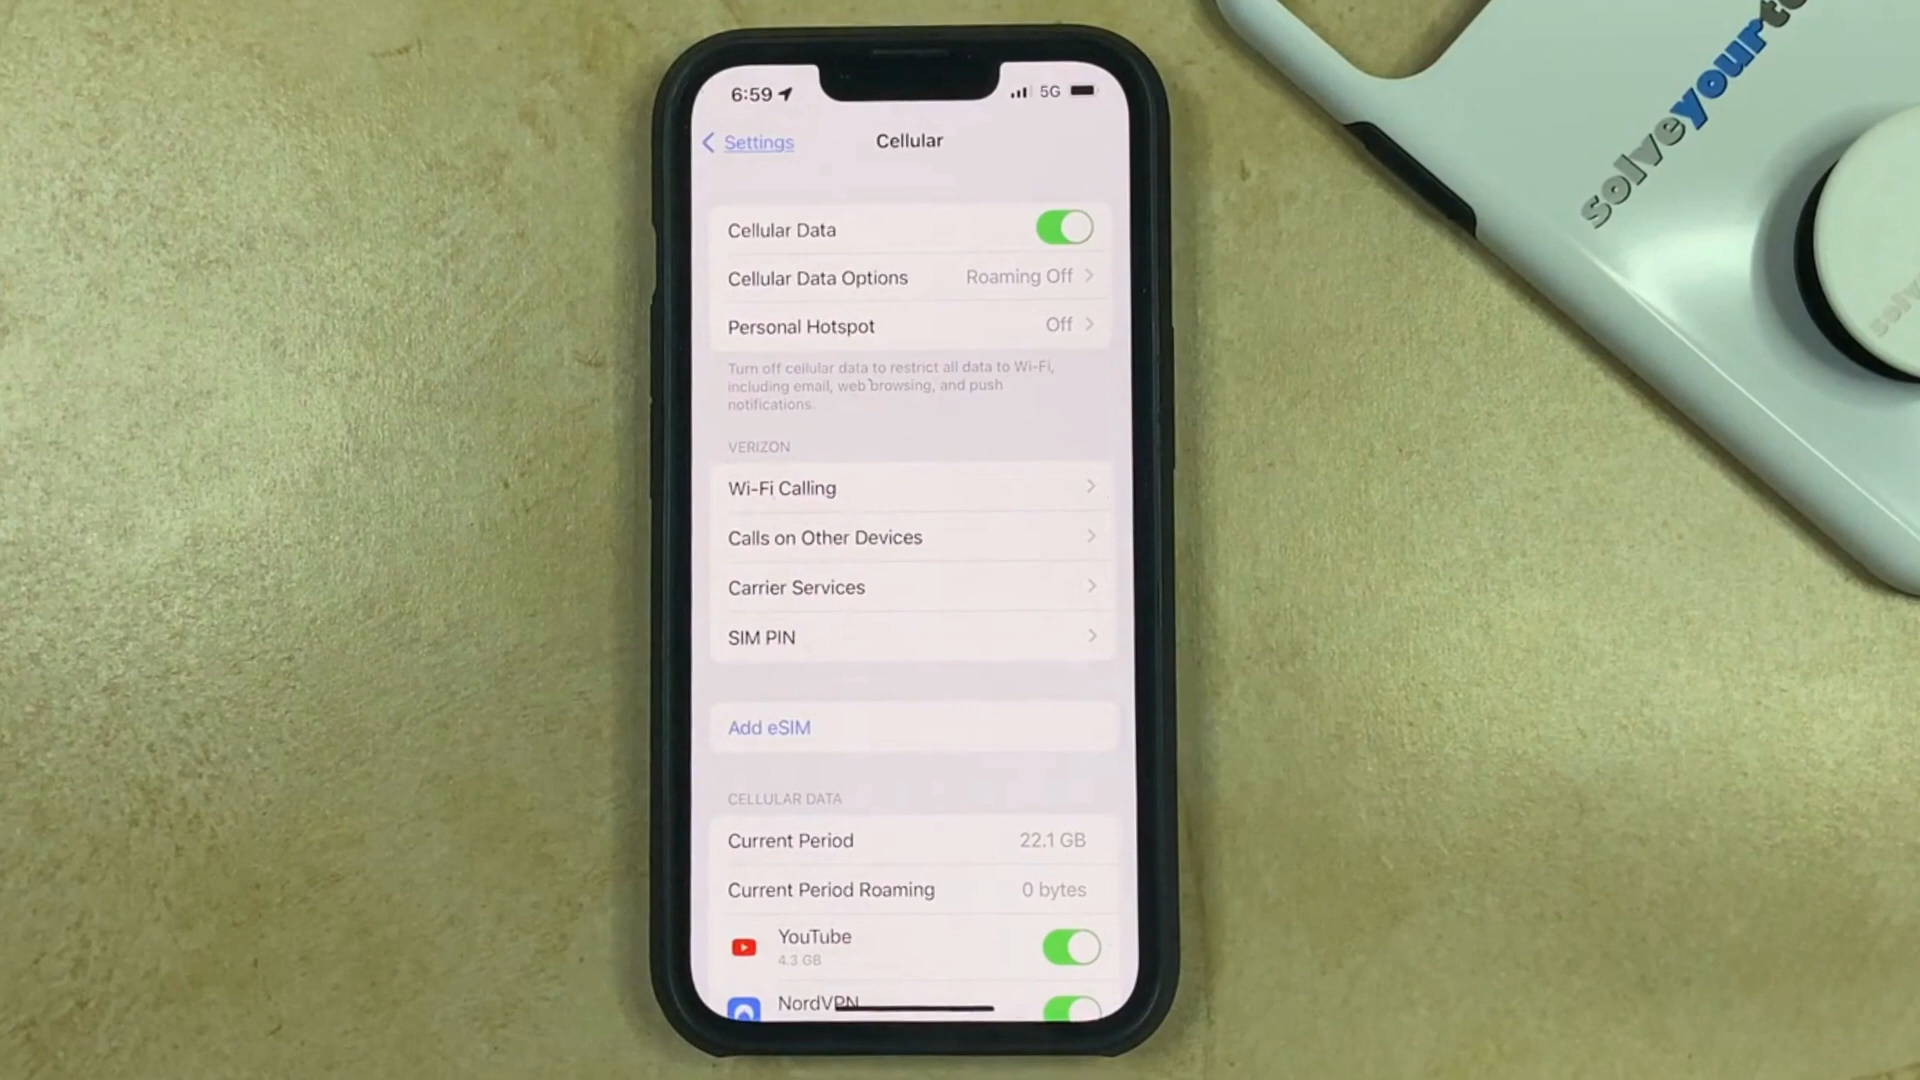 6:59
5G
Settings
Cellular
Cellular Data
Cellular Data Options
Roaming Off
Personal Hotspot
Off
Turn off cellular data to restrict all data to Wi-Fi,
including email, web browsing, and push
notifications.
VERIZON
Wi-Fi Calling
Calls on Other Devices
Carrier Services
SIM PIN
Add eSIM
CELLULAR DATA
Current Period
22.1 GB
Current Period Roaming
0 bytes
YouTube
4.3 GB
NordVPN
solveyourte